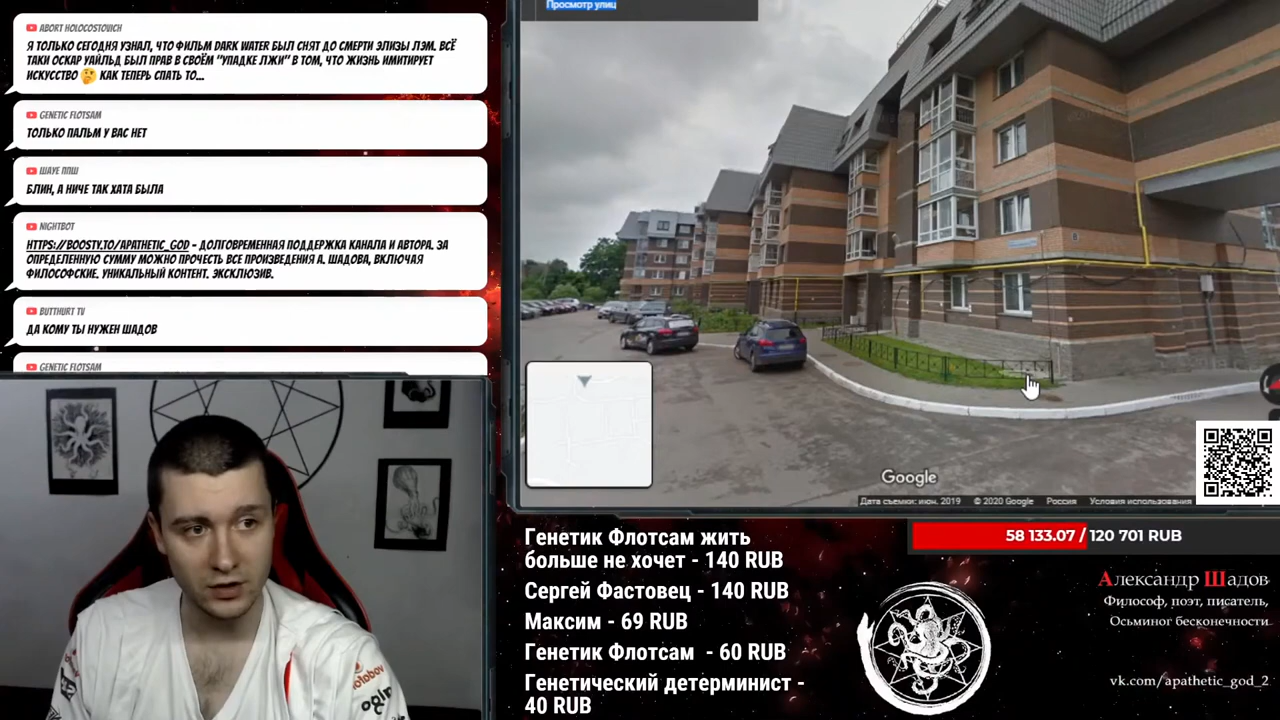 ABORT HOLOCOSTOVICH
Я ТОЛЬКО СЕГОДНЯ УЗНАЛ, ЧТО ФИЛЬМ DARK WATER БЫЛ СНЯТ ДО СМЕРТИ ЭЛИЗЫ ЛЭМ. ВСЁ
ТАКИ ОСКАР УАЙЛЬД БЫЛ ПРАВ В СВОЁМ "УПАДКЕ ЛЖИ" В ТОМ, ЧТО ЖИЗНЬ ИМИТИРУЕТ
ИСКУССТВО 🤔 КАК ТЕПЕРЬ СПАТЬ ТО...
GENETIC FLOTSAM
ТОЛЬКО ПАЛЬМ У ВАС НЕТ
ШАУЕ ППШ
БЛИН, А НИЧЕ ТАК ХАТА БЫЛА
NIGHTBOT
HTTPS://BOOSTY.TO/APATHETIC_GOD - ДОЛГОВРЕМЕННАЯ ПОДДЕРЖКА КАНАЛА И АВТОРА. ЗА
ОПРЕДЕЛЕННУЮ СУММУ МОЖНО ПРОЧЕСТЬ ВСЕ ПРОИЗВЕДЕНИЯ А. ШАДОВА, ВКЛЮЧАЯ
ФИЛОСОФСКИЕ. УНИКАЛЬНЫЙ КОНТЕНТ. ЭКСКЛЮЗИВ.
BUTTHURT TV
ДА КОМУ ТЫ НУЖЕН ШАДОВ
GENETIC FLOTSAM
Просмотр улиц
Google
Дата съемки: июн. 2019 © 2020 Google Россия Условия использования
58 133.07 / 120 701 RUB
Генетик Флотсам жить
больше не хочет - 140 RUB
Сергей Фастовец - 140 RUB
Максим - 69 RUB
Генетик Флотсам - 60 RUB
Генетический детерминист -
40 RUB
Александр Шадов
Философ, поэт, писатель,
Осьминог бесконечности
vk.com/apathetic_god_2